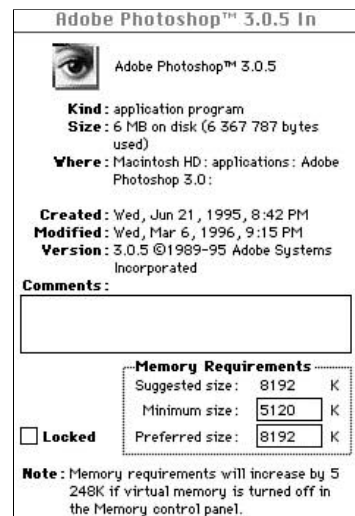 Adobe Photoshop™ 3.0.5 In
Adobe Photoshop™ 3.0.5
Kind: application program
Size: 6 MB on disk (6 367 787 bytes
used)
Where: Macintosh HD: applications: Adobe
Photoshop 3.0:
Created: Wed, Jun 21, 1995, 8:42 PM
Modified: Wed, Mar 6, 1996, 9:15 PM
Version: 3.0.5 ©1989-95 Adobe Systems
Incorporated
Comments:
Memory Requirements
Suggested size: 8192 K
Minimum size: 5120 K
Locked Preferred size: 8192 K
Note: Memory requirements will increase by 5
248K if virtual memory is turned off in
the Memory control panel.